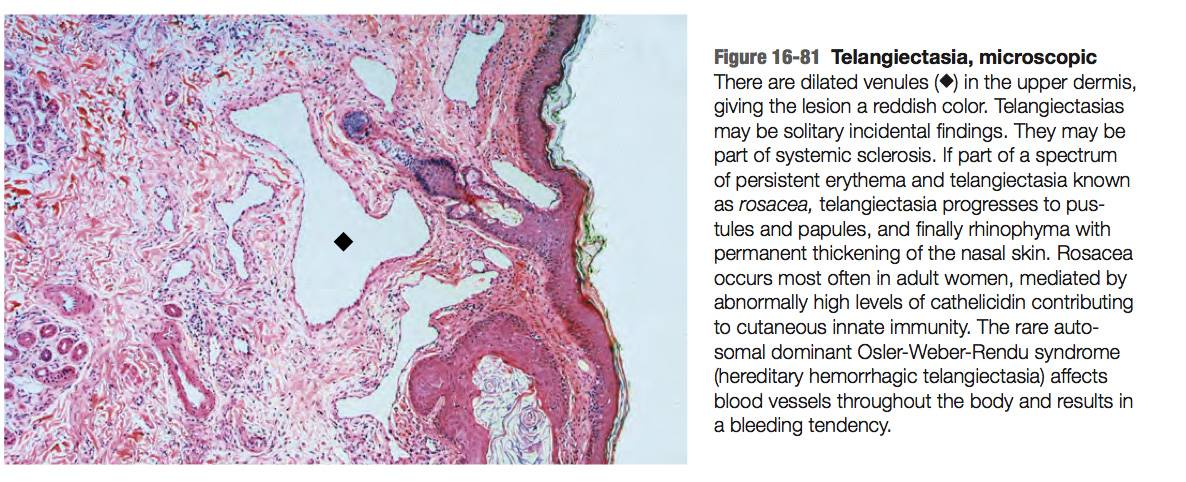 Figure 16-81 Telangiectasia, microscopic
There are dilated venules (◆) in the upper dermis,
giving the lesion a reddish color. Telangiectasias
may be solitary incidental findings. They may be
part of systemic sclerosis. If part of a spectrum
of persistent erythema and telangiectasia known
as rosacea, telangiectasia progresses to pus-
tules and papules, and finally rhinophyma with
permanent thickening of the nasal skin. Rosacea
occurs most often in adult women, mediated by
abnormally high levels of cathelicidin contributing
to cutaneous innate immunity. The rare auto-
somal dominant Osler-Weber-Rendu syndrome
(hereditary hemorrhagic telangiectasia) affects
blood vessels throughout the body and results in
a bleeding tendency.